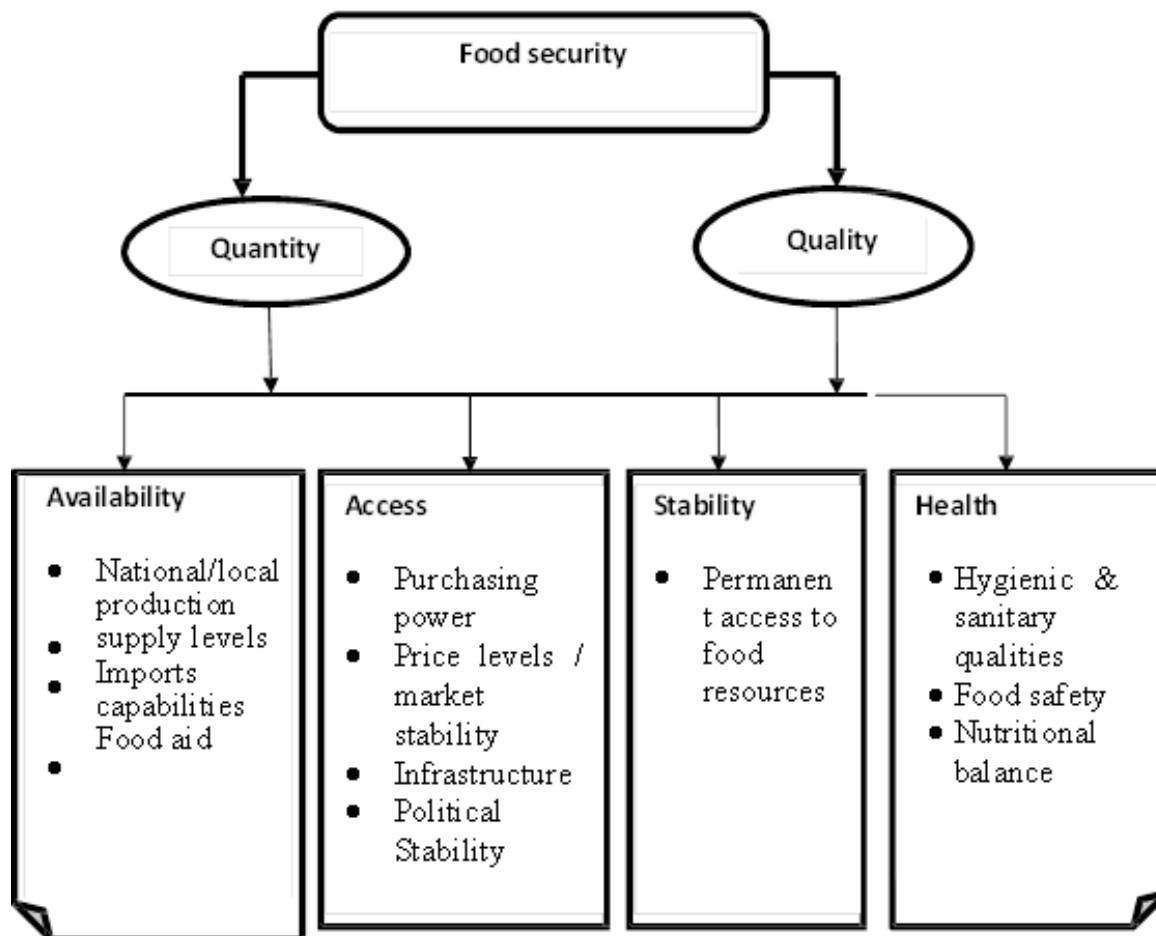 Food security
Quantity
Quality
Availability
• National/local
production
supply levels
• Imports
• capabilities
Food aid
•
Access
• Purchasing
power
• Price levels /
market
stability
• Infrastructure
• Political
Stability
Stability
• Permanen
t access to
food
resources
Health
• Hygienic &
sanitary
qualities
• Food safety
• Nutritional
balance